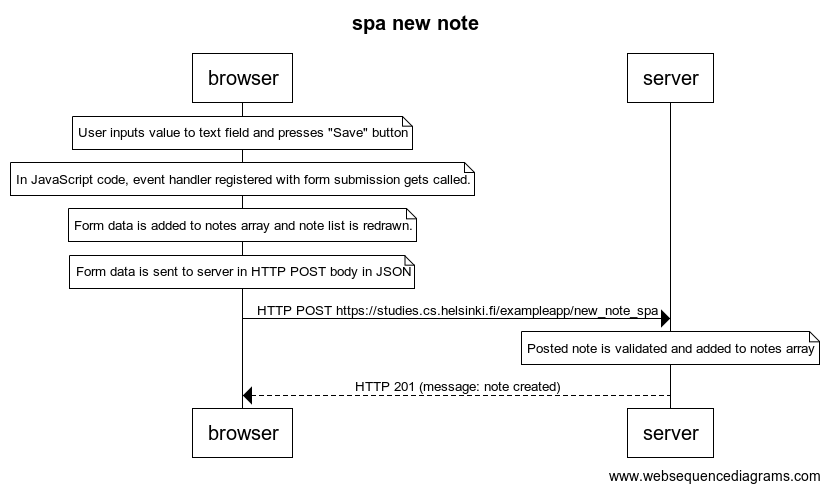 spa new note
browser
server
User inputs value to text field and presses "Save" button
In JavaScript code, event handler registered with form submission gets called.
Form data is added to notes array and note list is redrawn.
Form data is sent to server in HTTP POST body in JSON
HTTP POST https://studies.cs.helsinki.fi/exampleapp/new_note_spa
Posted note is validated and added to notes array
HTTP 201 (message: note created)
browser
server
www.websequencediagrams.com